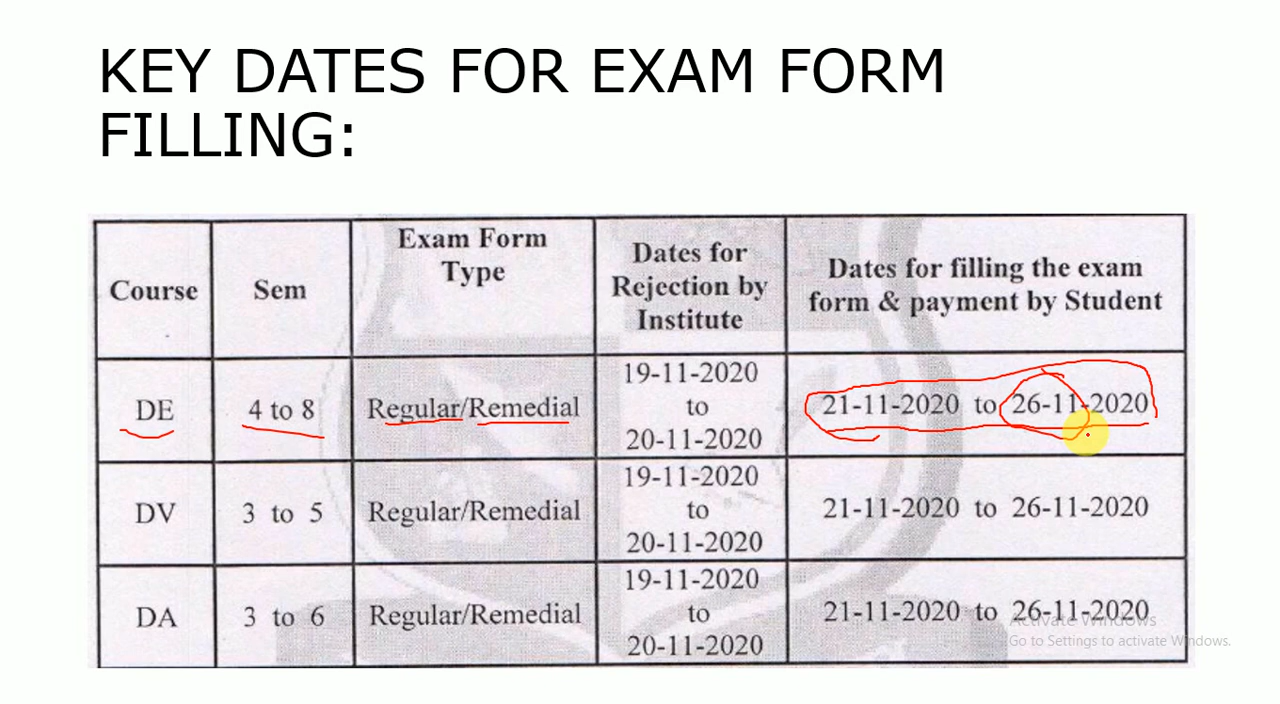 KEY DATES FOR EXAM FORM
FILLING:
Course
Sem
Exam Form
Type
Dates for
Rejection by
Institute
Dates for filling the exam
form & payment by Student
DE
4 to 8
Regular/Remedial
19-11-2020
to
20-11-2020
21-11-2020 to 26-11-2020
DV
3 to 5
Regular/Remedial
19-11-2020
to
20-11-2020
21-11-2020 to 26-11-2020
DA
3 to 6
Regular/Remedial
19-11-2020
to
20-11-2020
21-11-2020 to 26-11-2020
Activate Windows
Go to Settings to activate Windows.